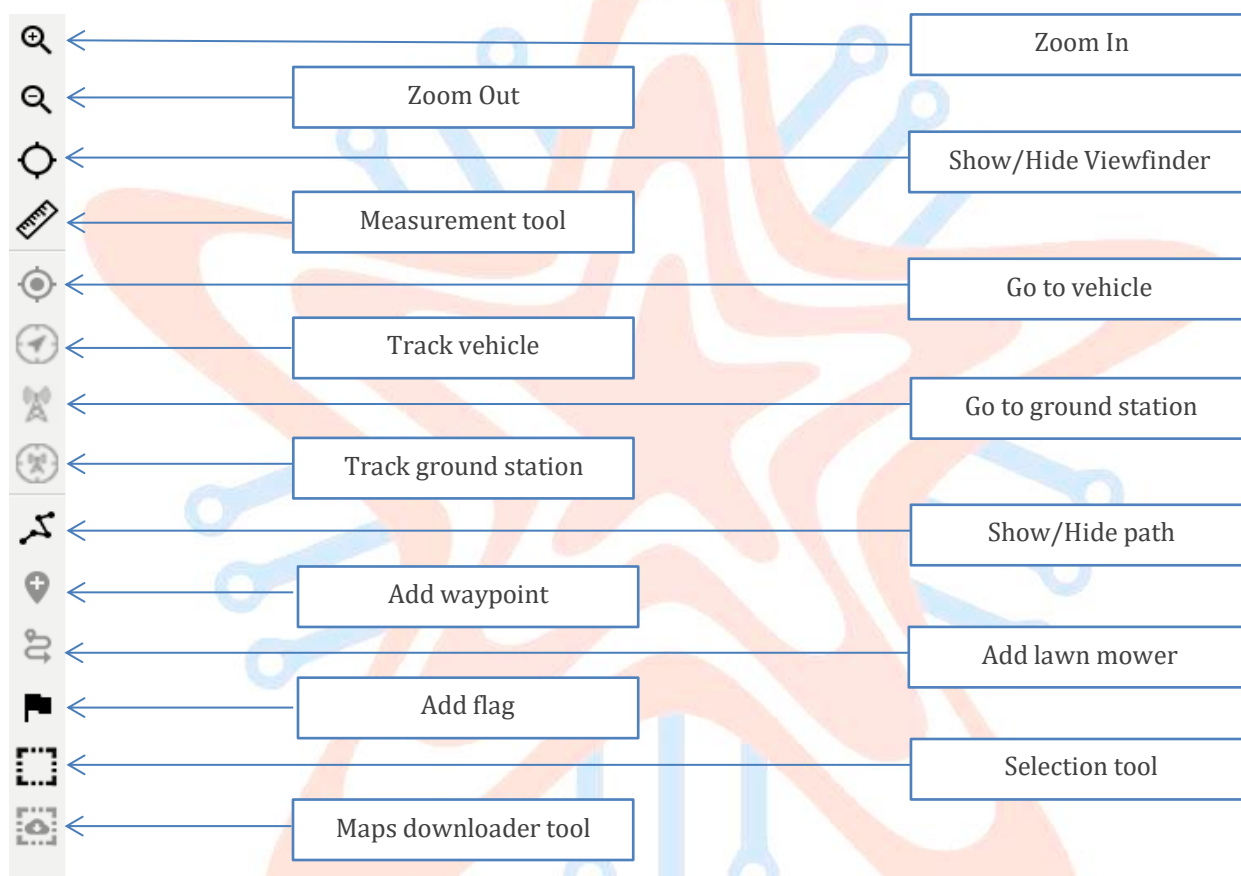 Zoom In
Zoom Out
Show/Hide Viewfinder
Measurement tool
Go to vehicle
Track vehicle
Go to ground station
Track ground station
Show/Hide path
Add waypoint
Add lawn mower
Add flag
Selection tool
Maps downloader tool